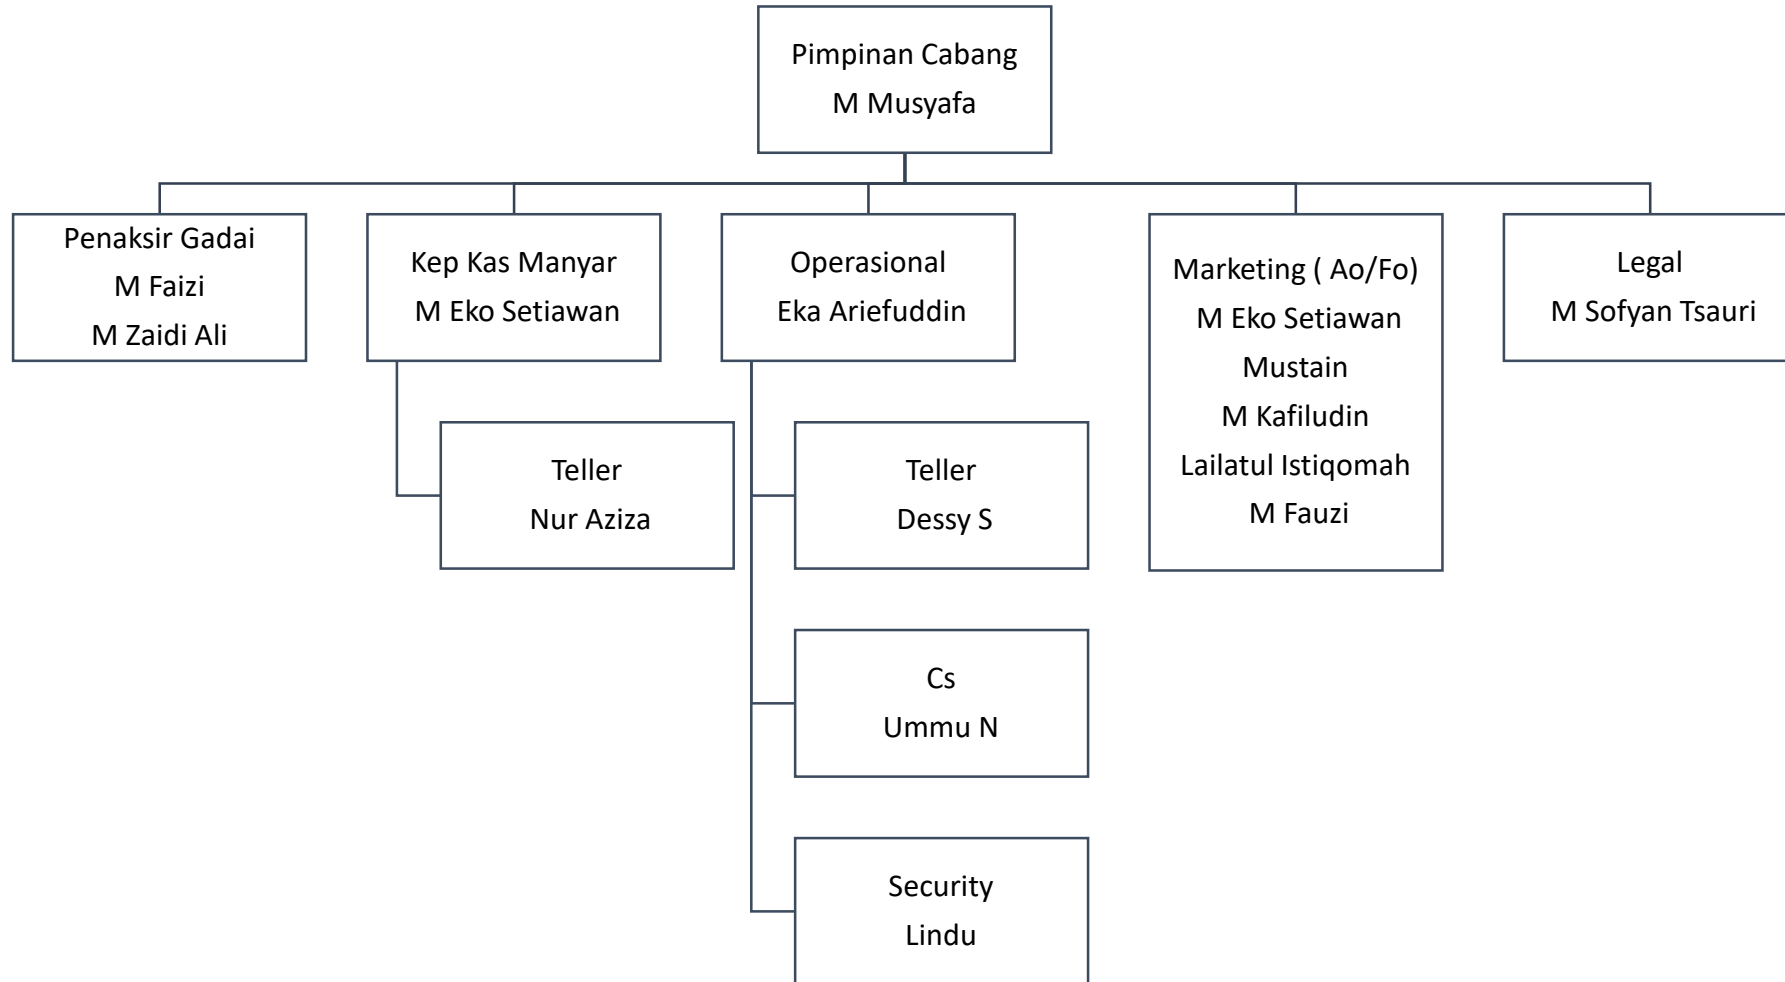 Pimpinan Cabang
M Musyafa
Penaksir Gadai
M Faizi
M Zaidi Ali
Kep Kas Manyar
M Eko Setiawan
Operasional
Eka Ariefuddin
Marketing ( Ao/Fo)
M Eko Setiawan
Mustain
M Kafiludin
Lailatul Istiqomah
M Fauzi
Legal
M Sofyan Tsauri
Teller
Nur Aziza
Teller
Dessy S
Cs
Ummu N
Security
Lindu